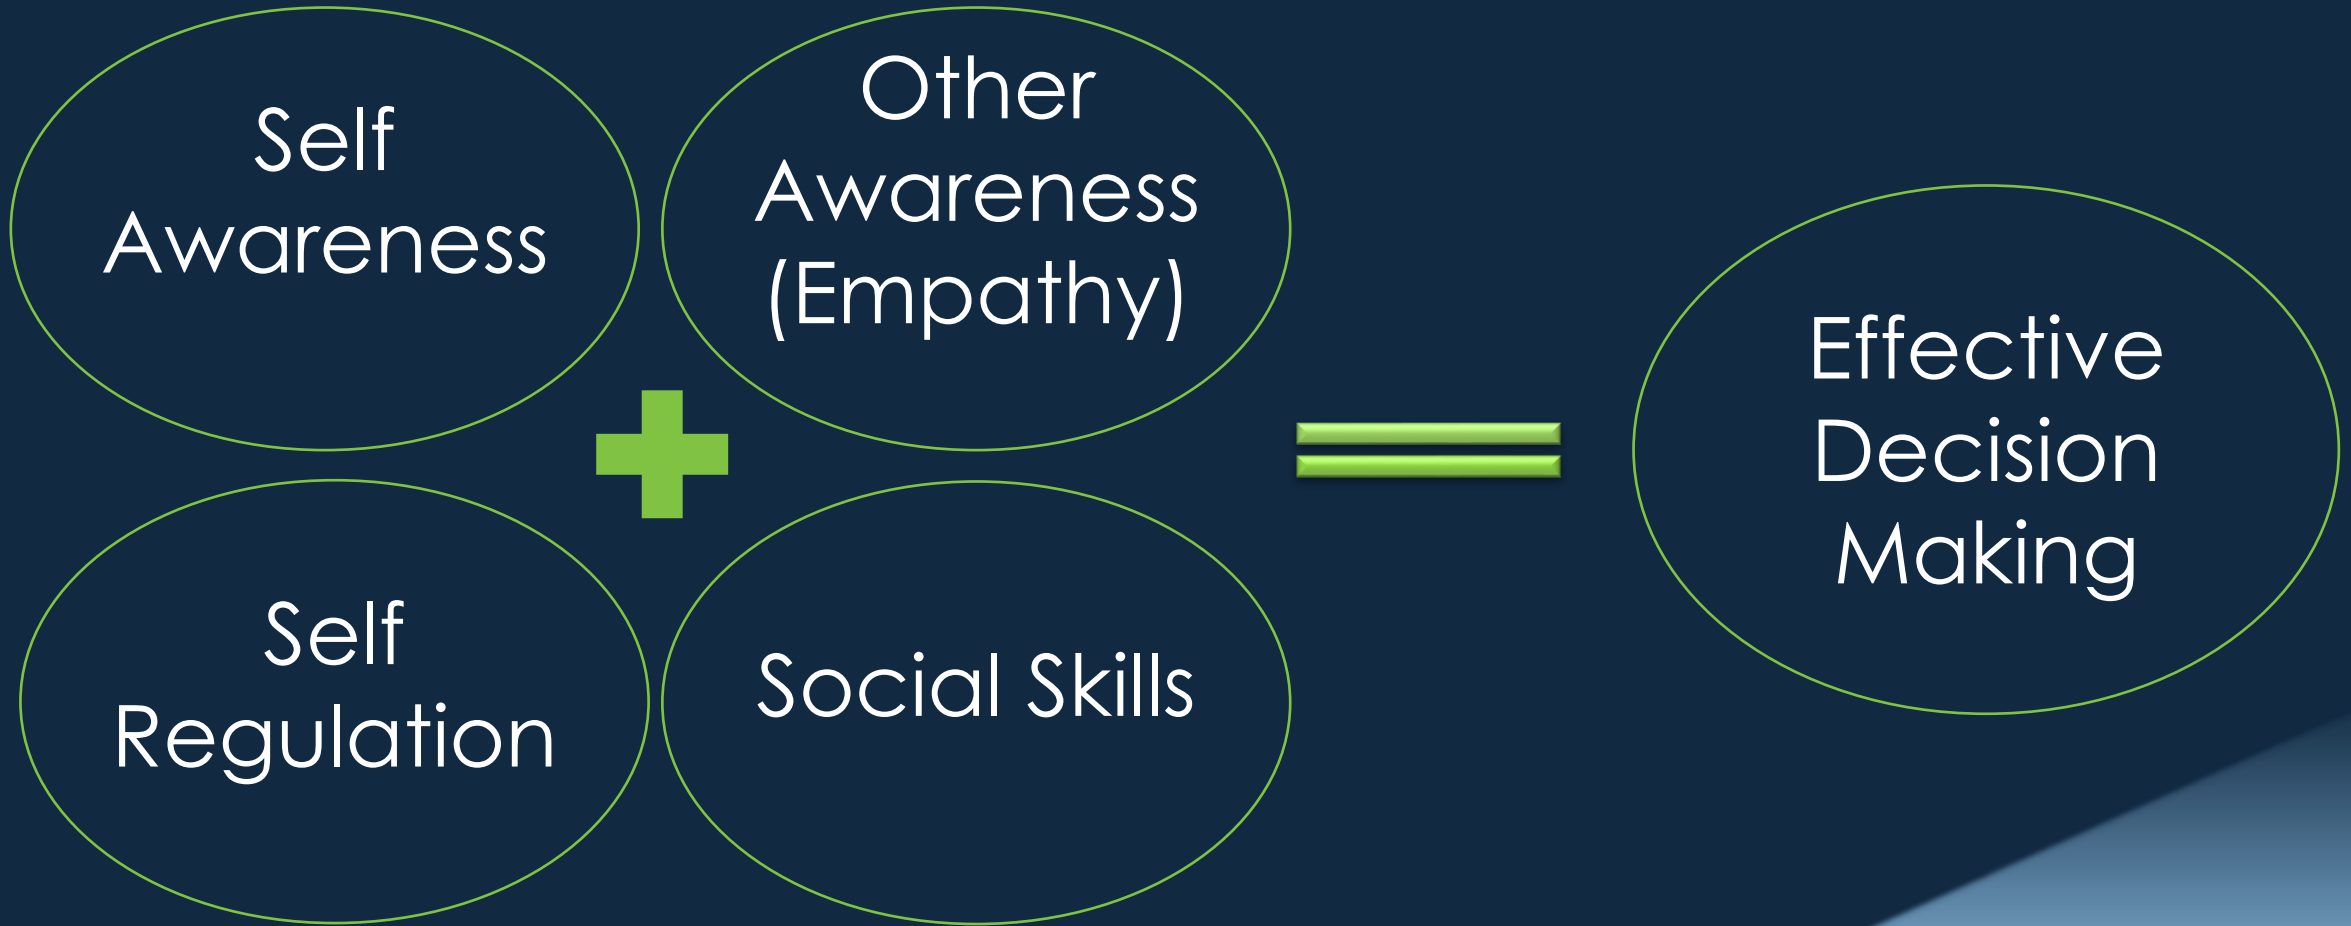 Self
Awareness
Other
Awareness
(Empathy)
Self
Regulation
Social Skills
Effective
Decision
Making